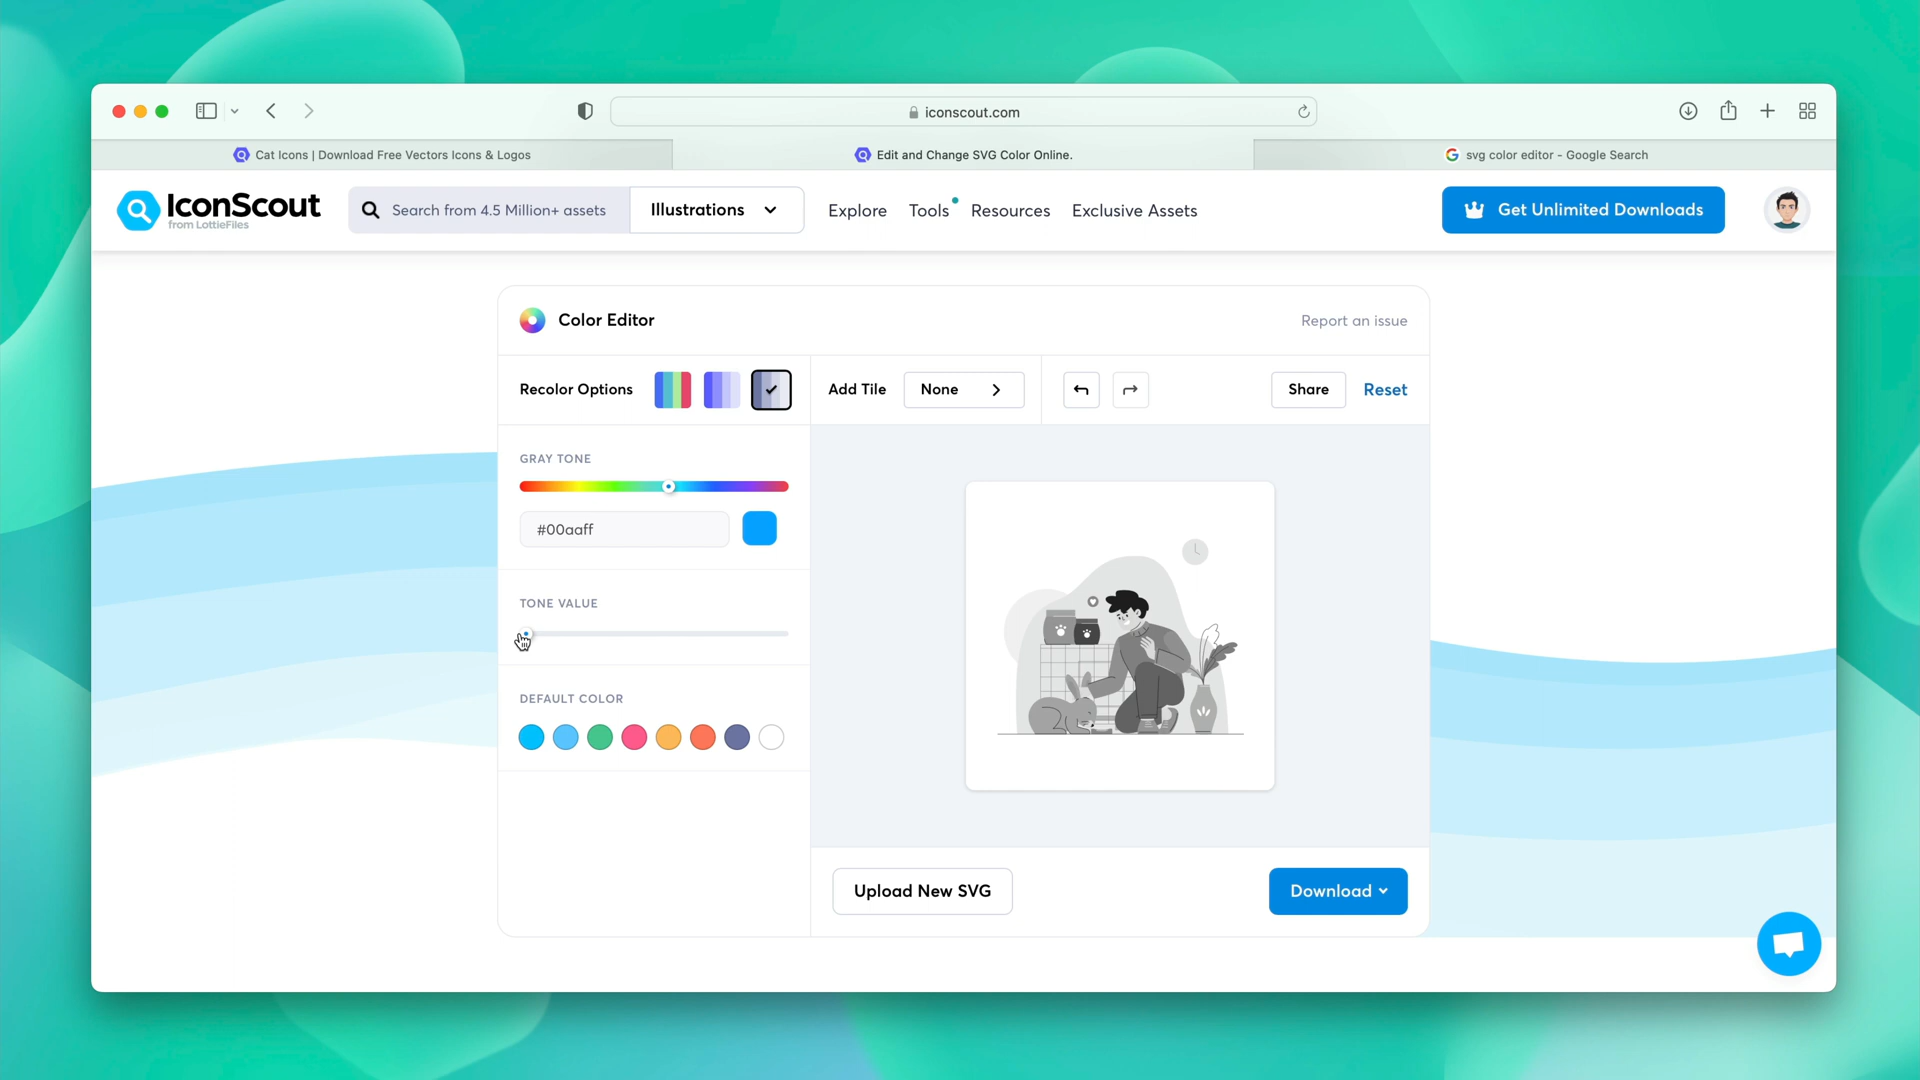 iconscout.com
Cat Icons | Download Free Vectors Icons & Logos
Edit and Change SVG Color Online.
svg color editor - Google Search
IconScout
from LottieFiles
Search from 4.5 Million+ assets
Illustrations
Explore
Tools
Resources
Exclusive Assets
Get Unlimited Downloads
Color Editor
Report an issue
Recolor Options
Add Tile
None
Share
Reset
GRAY TONE
#00aaff
TONE VALUE
DEFAULT COLOR
Upload New SVG
Download